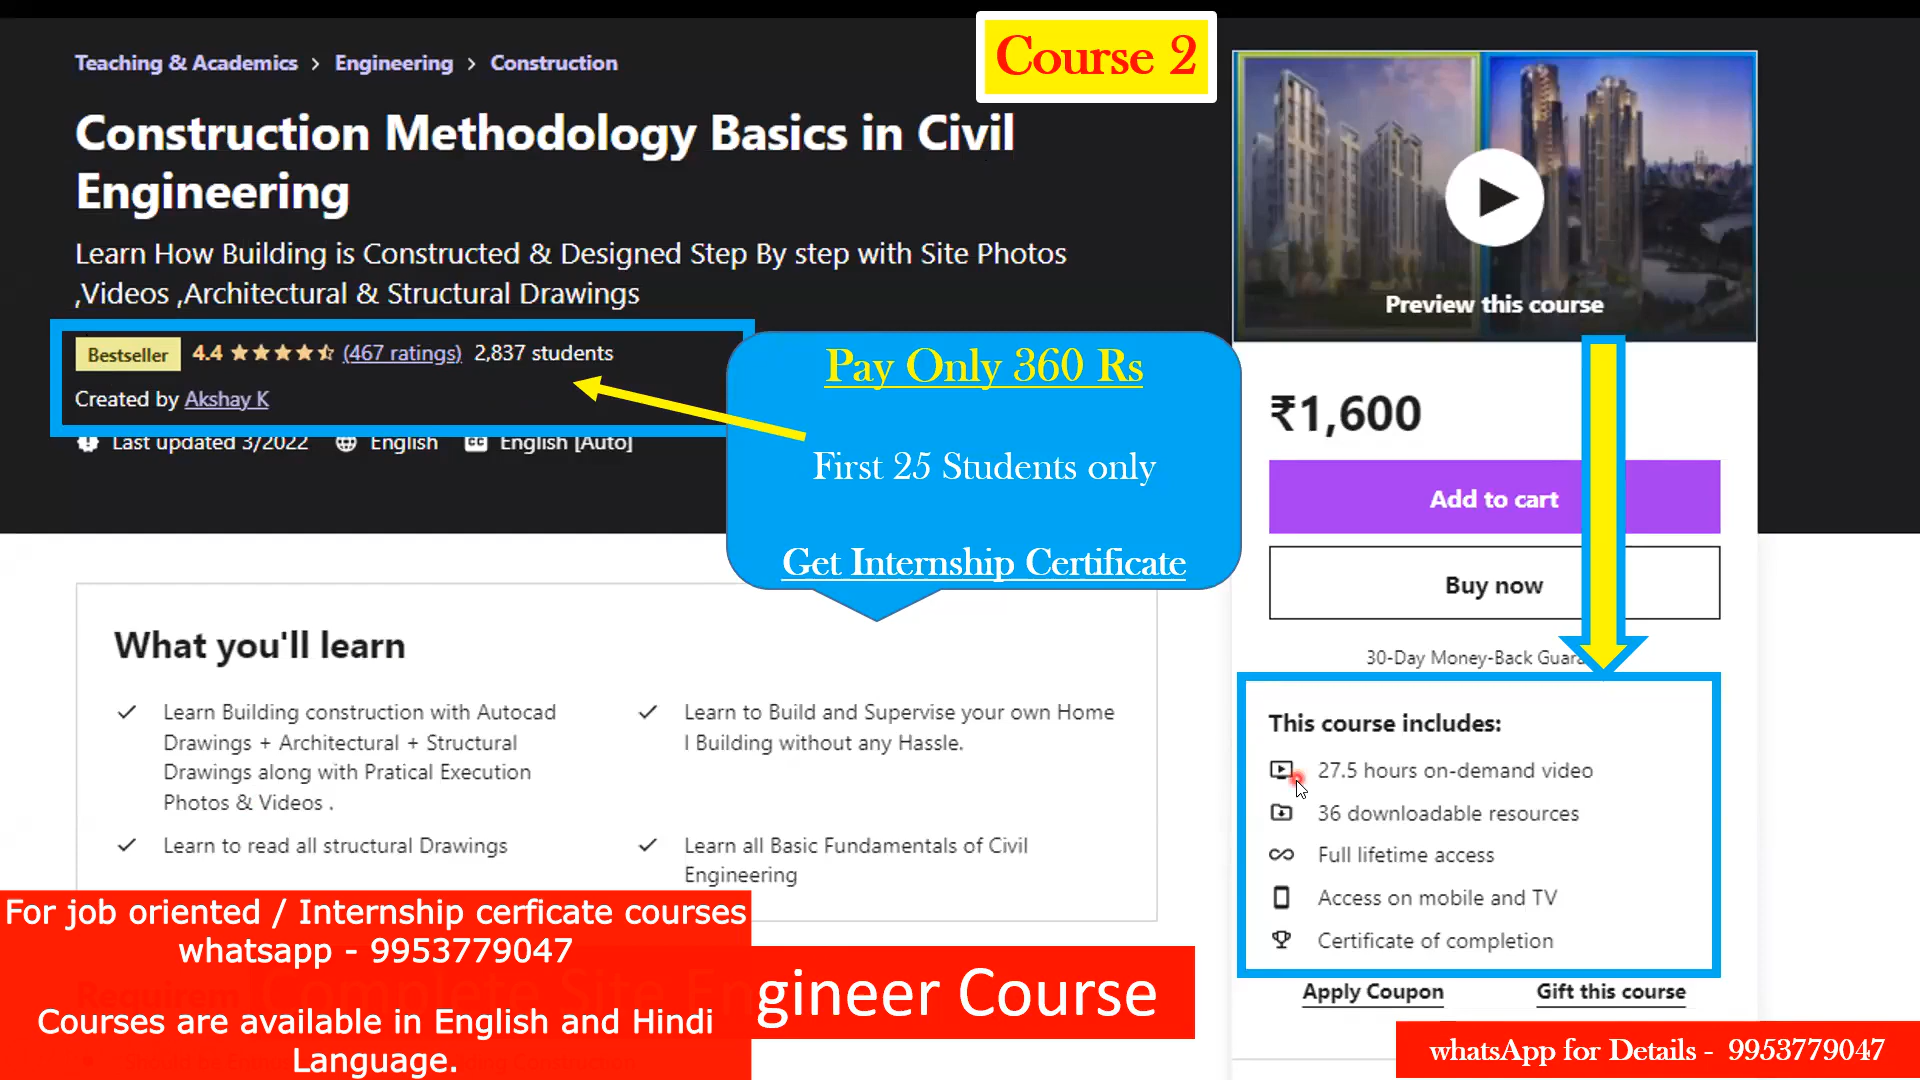 Course 2
Teaching & Academics > Engineering > Construction
Construction Methodology Basics in Civil
Engineering
Learn How Building is Constructed & Designed Step By step with Site Photos
,Videos ,Architectural & Structural Drawings
Bestseller 4.4 (467 ratings) 2,837 students
Created by Akshay K
Last updated 3/2022 English CC English [Auto]
Pay Only 360 Rs
First 25 Students only
Get Internship Certificate
Preview this course
₹1,600
Add to cart
Buy now
30-Day Money-Back Guara
This course includes:
27.5 hours on-demand video
36 downloadable resources
Full lifetime access
Access on mobile and TV
Certificate of completion
Apply Coupon Gift this course
What you'll learn
Learn Building construction with Autocad
Drawings + Architectural + Structural
Drawings along with Pratical Execution
Photos & Videos .
Learn to read all structural Drawings
Learn to Build and Supervise your own Home
l Building without any Hassle.
Learn all Basic Fundamentals of Civil
Engineering
For job oriented / Internship cerficate courses
whatsapp - 9953779047
Courses are available in English and Hindi
Language.
Complete Site Engineer Course
Requirem
whatsApp for Details - 9953779047